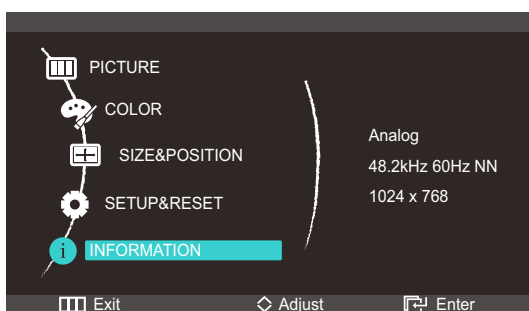 PICTURE
COLOR
SIZE&POSITION
SETUP&RESET
INFORMATION
Analog
48.2kHz 60Hz NN
1024 x 768
Exit
Adjust
Enter